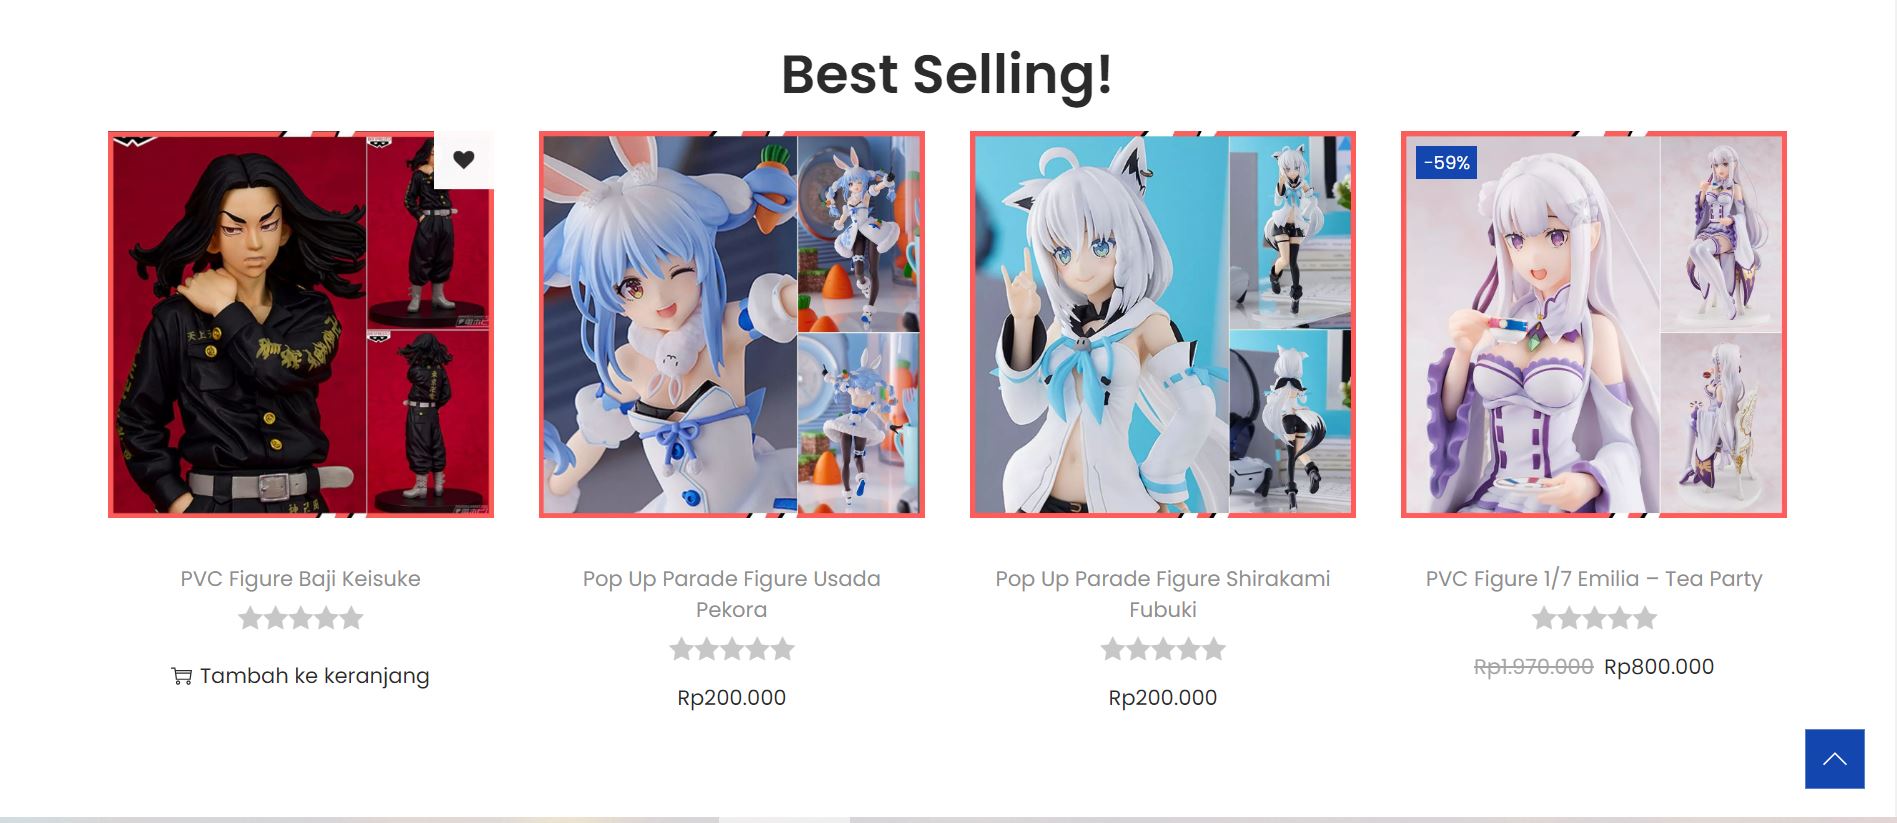 Best Selling!
-59%
PVC Figure Baji Keisuke
Tambah ke keranjang
Pop Up Parade Figure Usada
Pekora
Rp200.000
Pop Up Parade Figure Shirakami
Fubuki
Rp200.000
PVC Figure 1/7 Emilia – Tea Party
Rp1.970.000 Rp800.000